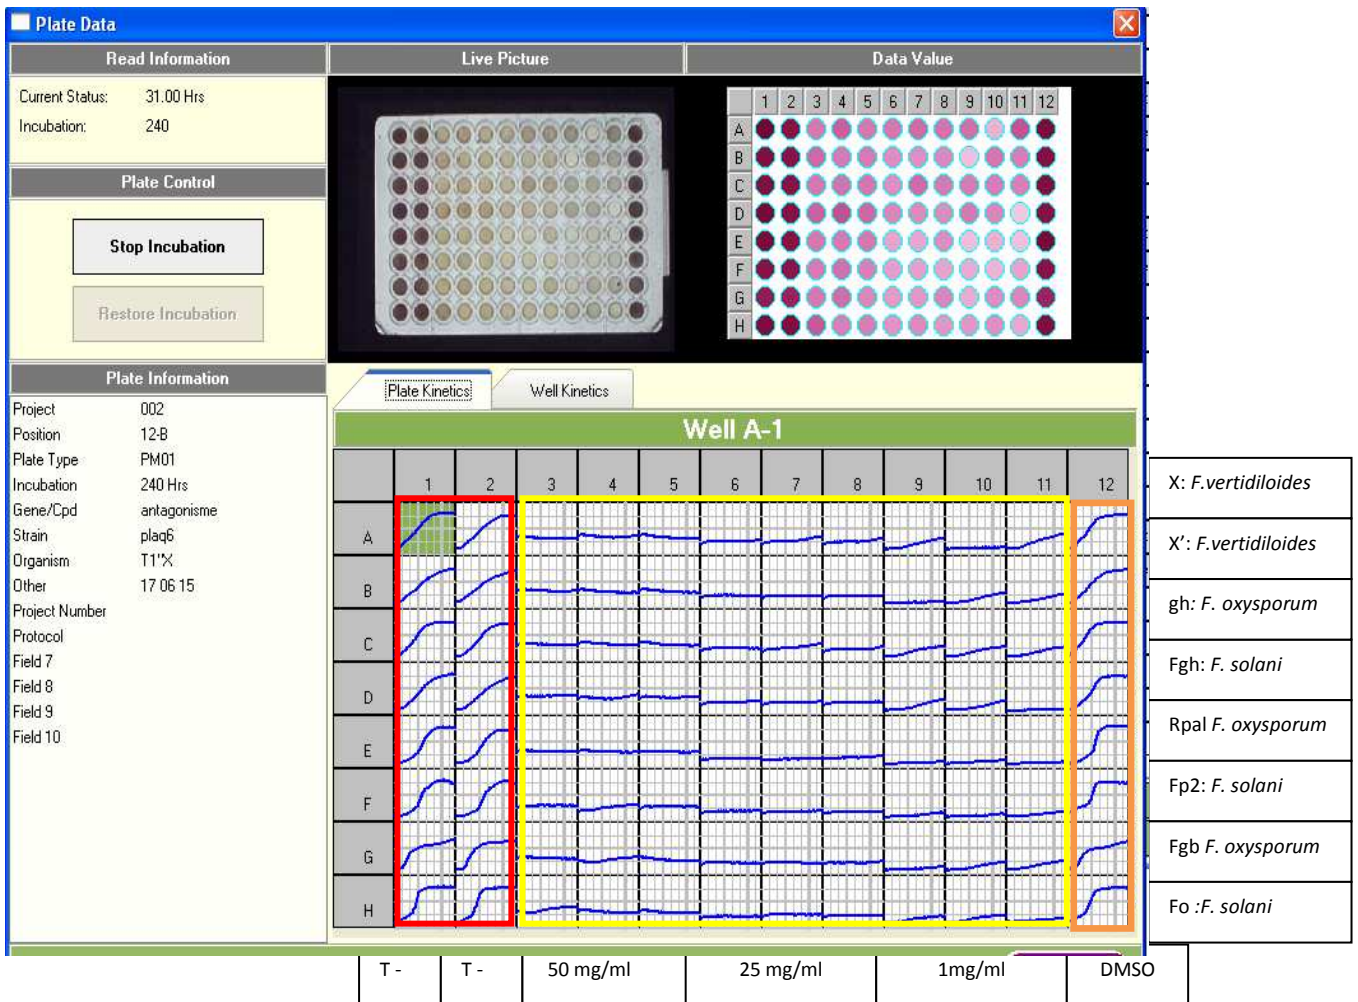 Plate Data
Read Information
Live Picture
Data Value
Current Status: 31.00 Hrs
Incubation: 240
1 2 3 4 5 6 7 8 9 10 11 12
A
B
C
D
E
F
G
H
Plate Control
Stop Incubation
Restore Incubation
Plate Information
Project 002
Position 12-B
Plate Type PM01
Incubation 240 Hrs
Gene/Cpd antagonisme
Strain plaq6
Organism T1"X
Other 17 06 15
Project Number
Protocol
Field 7
Field 8
Field 9
Field 10
Plate Kinetics
Well Kinetics
Well A-1
1 2 3 4 5 6 7 8 9 10 11 12
A
B
C
D
E
F
G
H
X: F.vertidiloides
X’: F.vertidiloides
gh: F. oxysporum
Fgh: F. solani
Rpal F. oxysporum
Fp2: F. solani
Fgb F. oxysporum
Fo :F. solani
T - T - 50 mg/ml 25 mg/ml 1mg/ml DMSO